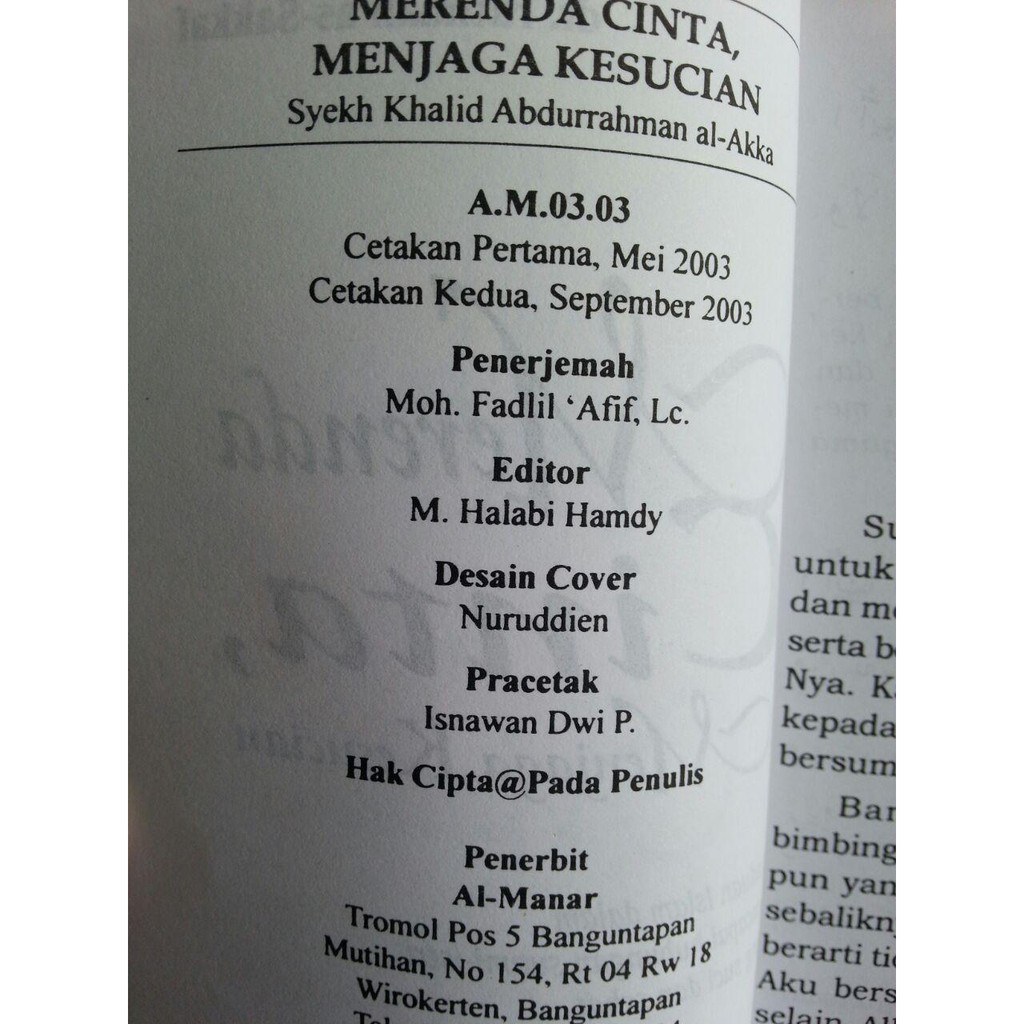 MERENDA CINTA,
MENJAGA KESUCIAN
Syekh Khalid Abdurrahman al-Akka
A.M.03.03
Cetakan Pertama, Mei 2003
Cetakan Kedua, September 2003
Penerjemah
Moh. Fadlil ‘Afif, Lc.
Editor
M. Halabi Hamdy
Desain Cover
Nuruddien
Pracetak
Isnawan Dwi P.
Hak Cipta@Pada Penulis
Penerbit
Al-Manar
Tromol Pos 5 Banguntapan
Mutihan, No 154, Rt 04 Rw 18
Wirokerten, Banguntapan
untuk
dan
serta
Nya.
kepada
bersum
bimbing
pun yan
sebalikn
berarti
Aku bers
selain